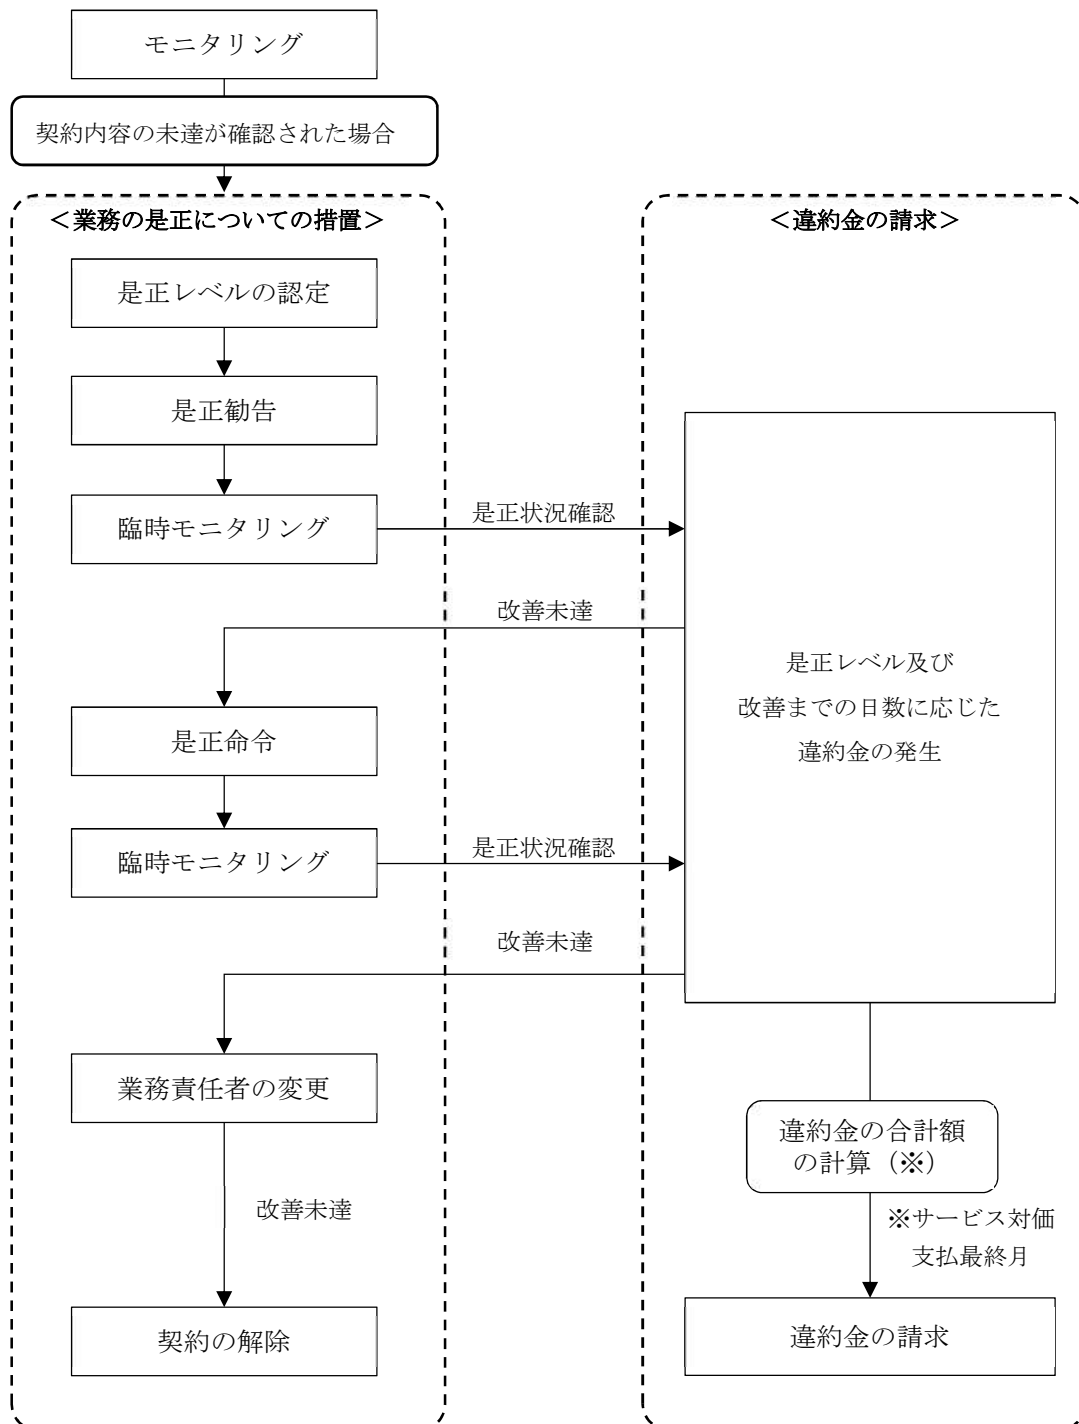 モニタリング
契約内容の未達が確認された場合
＜業務の是正についての措置＞
是正レベルの認定
是正勧告
臨時モニタリング
是正状況確認
改善未達
是正命令
臨時モニタリング
是正状況確認
改善未達
業務責任者の変更
改善未達
契約の解除
＜違約金の請求＞
是正レベル及び
改善までの日数に応じた
違約金の発生
違約金の合計額
の計算（※）
※サービス対価
支払最終月
違約金の請求